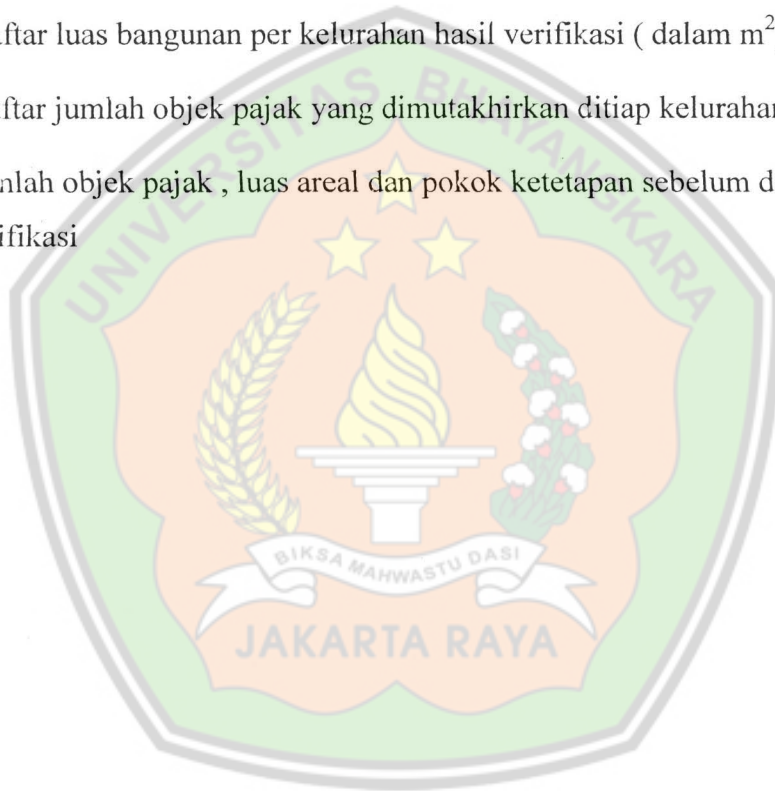 ftar luas bangunan per kelurahan hasil verifikasi ( dalam m²
ftar jumlah objek pajak yang dimutakhirkan ditiap kelurahan
nlah objek pajak , luas areal dan pokok ketetapan sebelum d
ifikasi
UNIVERSITAS BHAYANGKARA
BIKSA MAHWASTU DASI
JAKARTA RAYA